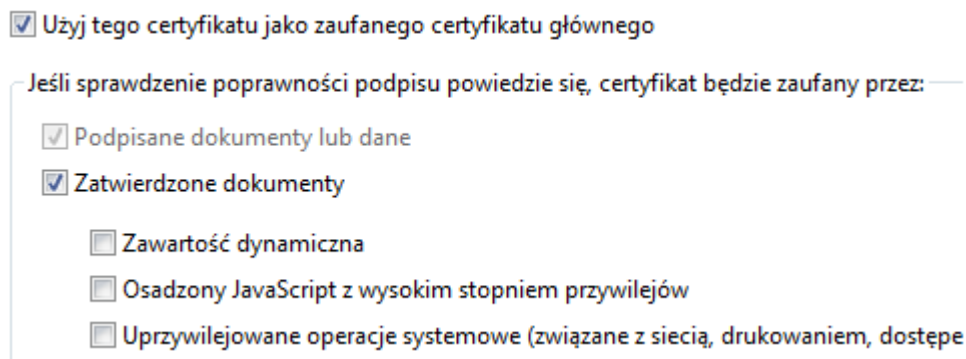 Użyj tego certyfikatu jako zaufanego certyfikatu głównego
Jeśli sprawdzenie poprawności podpisu powiedzie się, certyfikat będzie zaufany przez:
Podpisane dokumenty lub dane
Zatwierdzone dokumenty
Zawartość dynamiczna
Osadzony JavaScript z wysokim stopniem przywilejów
Uprzywilejowane operacje systemowe (związane z siecią, drukowaniem, dostępe